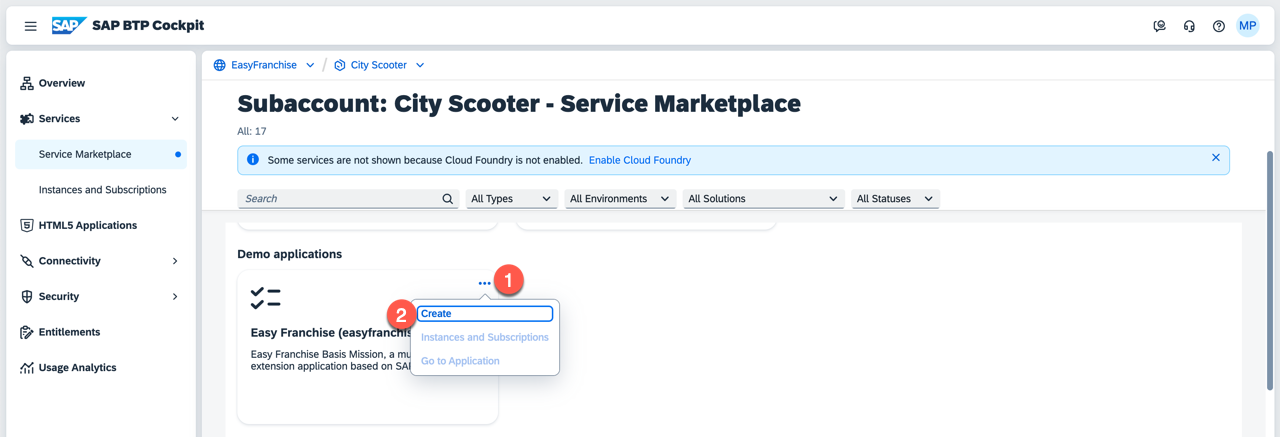 SAP SAP BTP Cockpit
MP
EasyFranchise / City Scooter
Overview
Services
Service Marketplace
Instances and Subscriptions
HTML5 Applications
Connectivity
Security
Entitlements
Usage Analytics
Subaccount: City Scooter - Service Marketplace
All: 17
Some services are not shown because Cloud Foundry is not enabled. Enable Cloud Foundry
Search All Types All Environments All Solutions All Statuses
Demo applications
1
2
Create
Instances and Subscriptions
Go to Application
Easy Franchise (easyfranchis
Easy Franchise Basis Mission, a mu
extension application based on SA